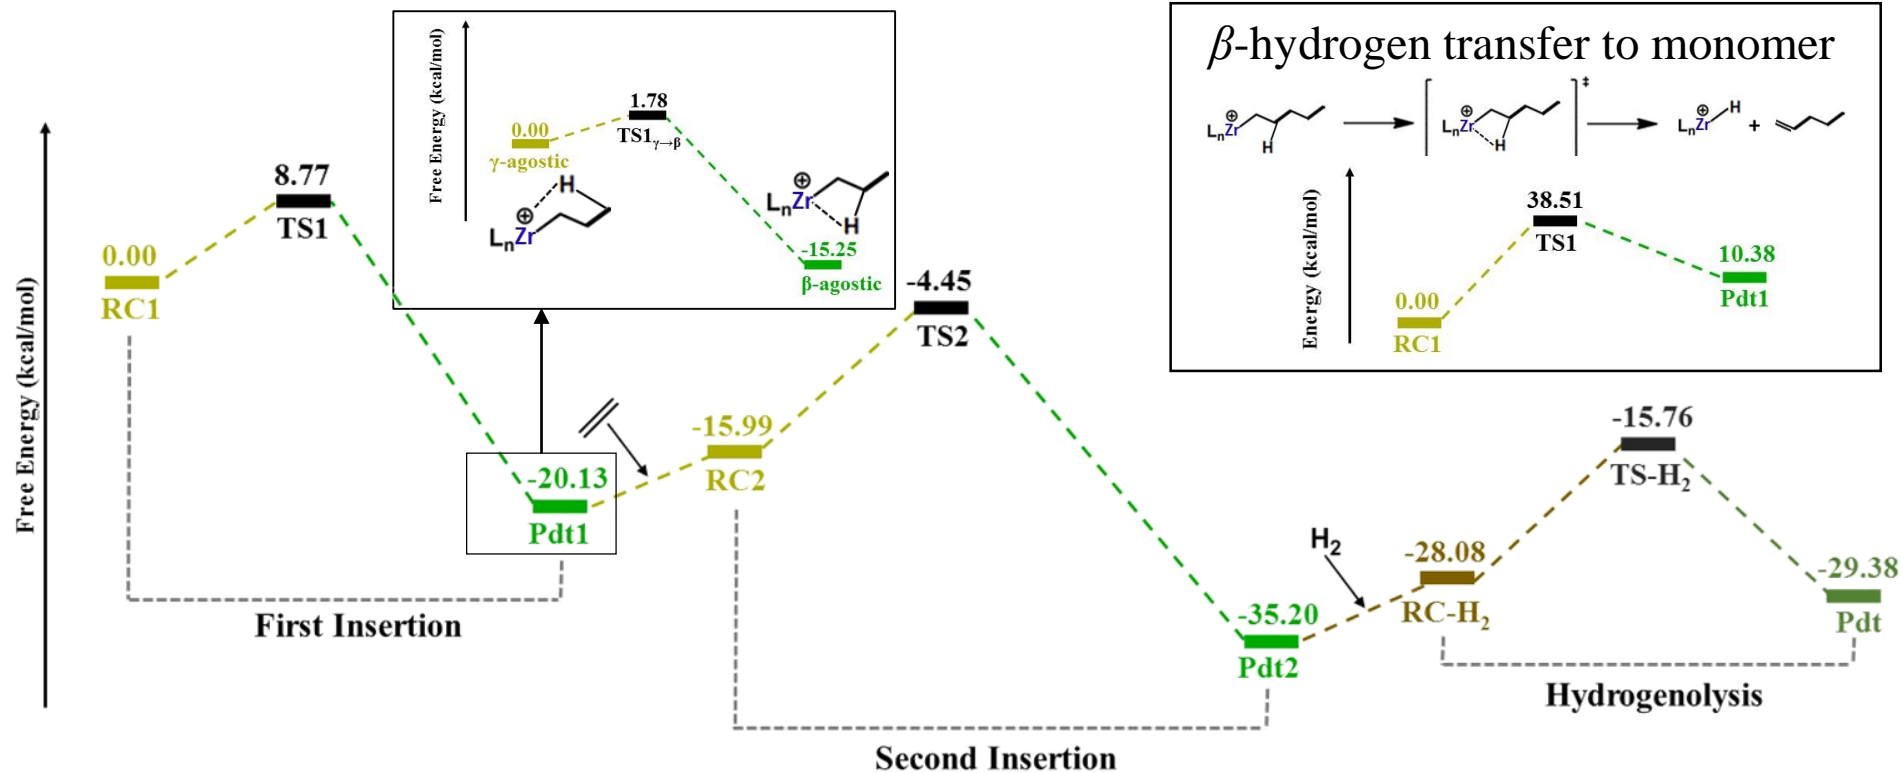 Free Energy (kcal/mol)
0.00
RC1
8.77
TS1
-20.13
Pdt1
First Insertion
Free Energy (kcal/mol)
0.00
γ-agostic
1.78
TS1γ→β
-15.25
β-agostic
H
⊕
LnZr
⊕
LnZr
H
-15.99
RC2
-4.45
TS2
-35.20
Pdt2
Second Insertion
H2
-28.08
RC-H2
-15.76
TS-H2
-29.38
Pdt
Hydrogenolysis
β-hydrogen transfer to monomer
⊕
LnZr
H
⊕
LnZr
H
‡
⊕
LnZr
H
+
Energy (kcal/mol)
0.00
RC1
38.51
TS1
10.38
Pdt1